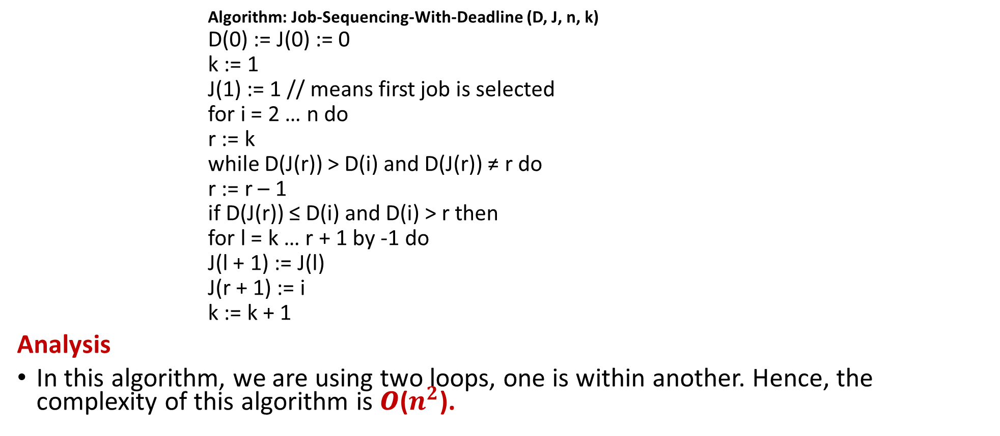 Algorithm: Job-Sequencing-With-Deadline (D, J, n, k)
D(0) := J(0) := 0
k := 1
J(1) := 1 // means first job is selected
for i = 2 … n do
r := k
while D(J(r)) > D(i) and D(J(r)) ≠ r do
r := r – 1
if D(J(r)) ≤ D(i) and D(i) > r then
for l = k … r + 1 by -1 do
J(l + 1) := J(l)
J(r + 1) := i
k := k + 1
Analysis
• In this algorithm, we are using two loops, one is within another. Hence, the
complexity of this algorithm is O(n²).